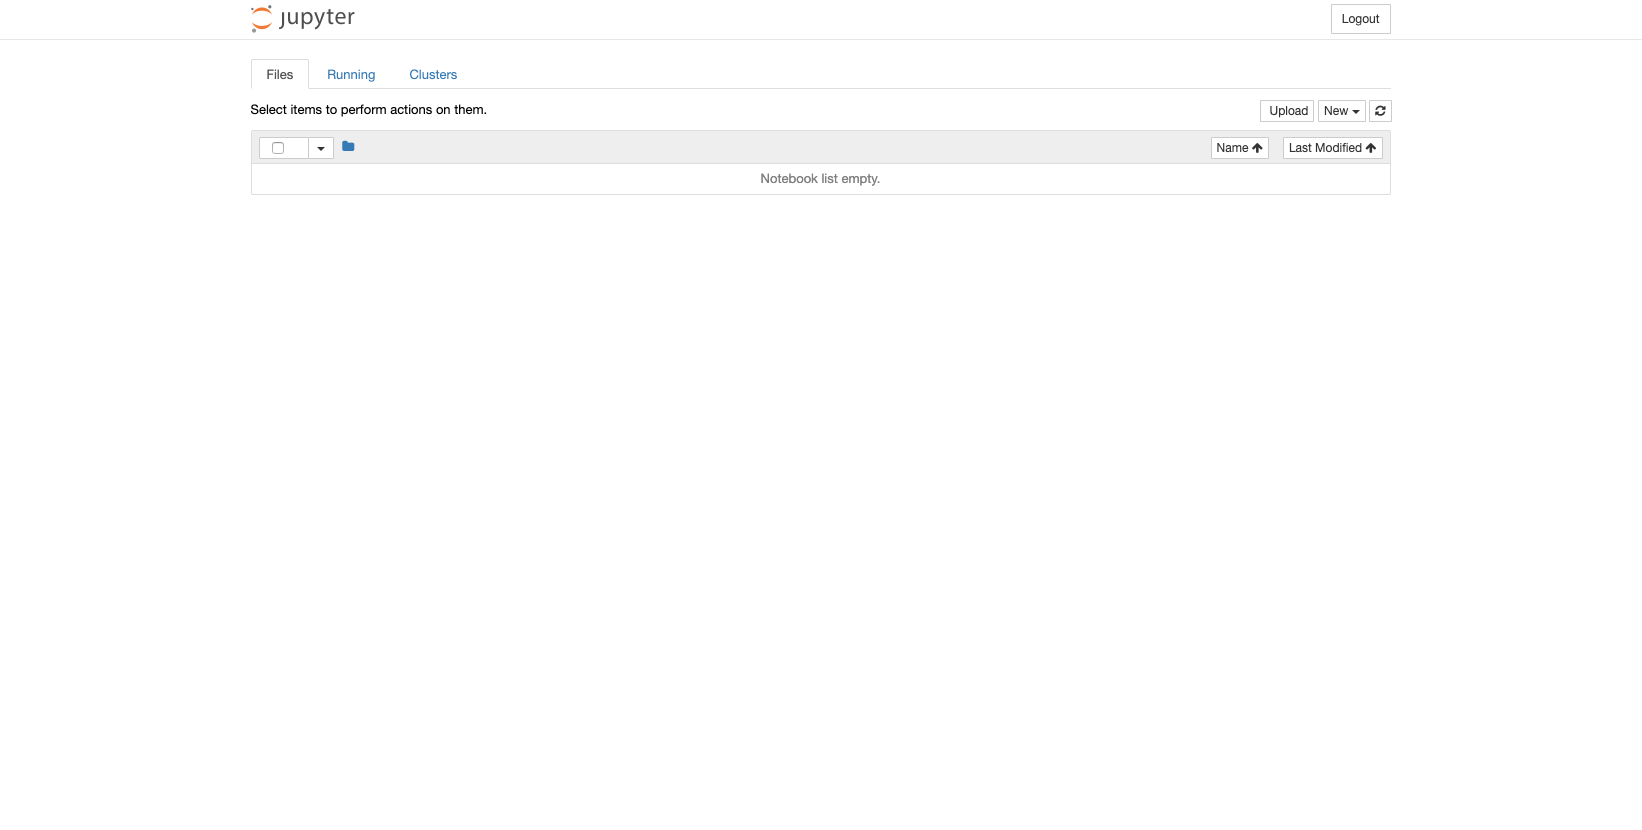 jupyter
Logout
Files Running Clusters
Select items to perform actions on them.
Upload New
Name Last Modified
Notebook list empty.